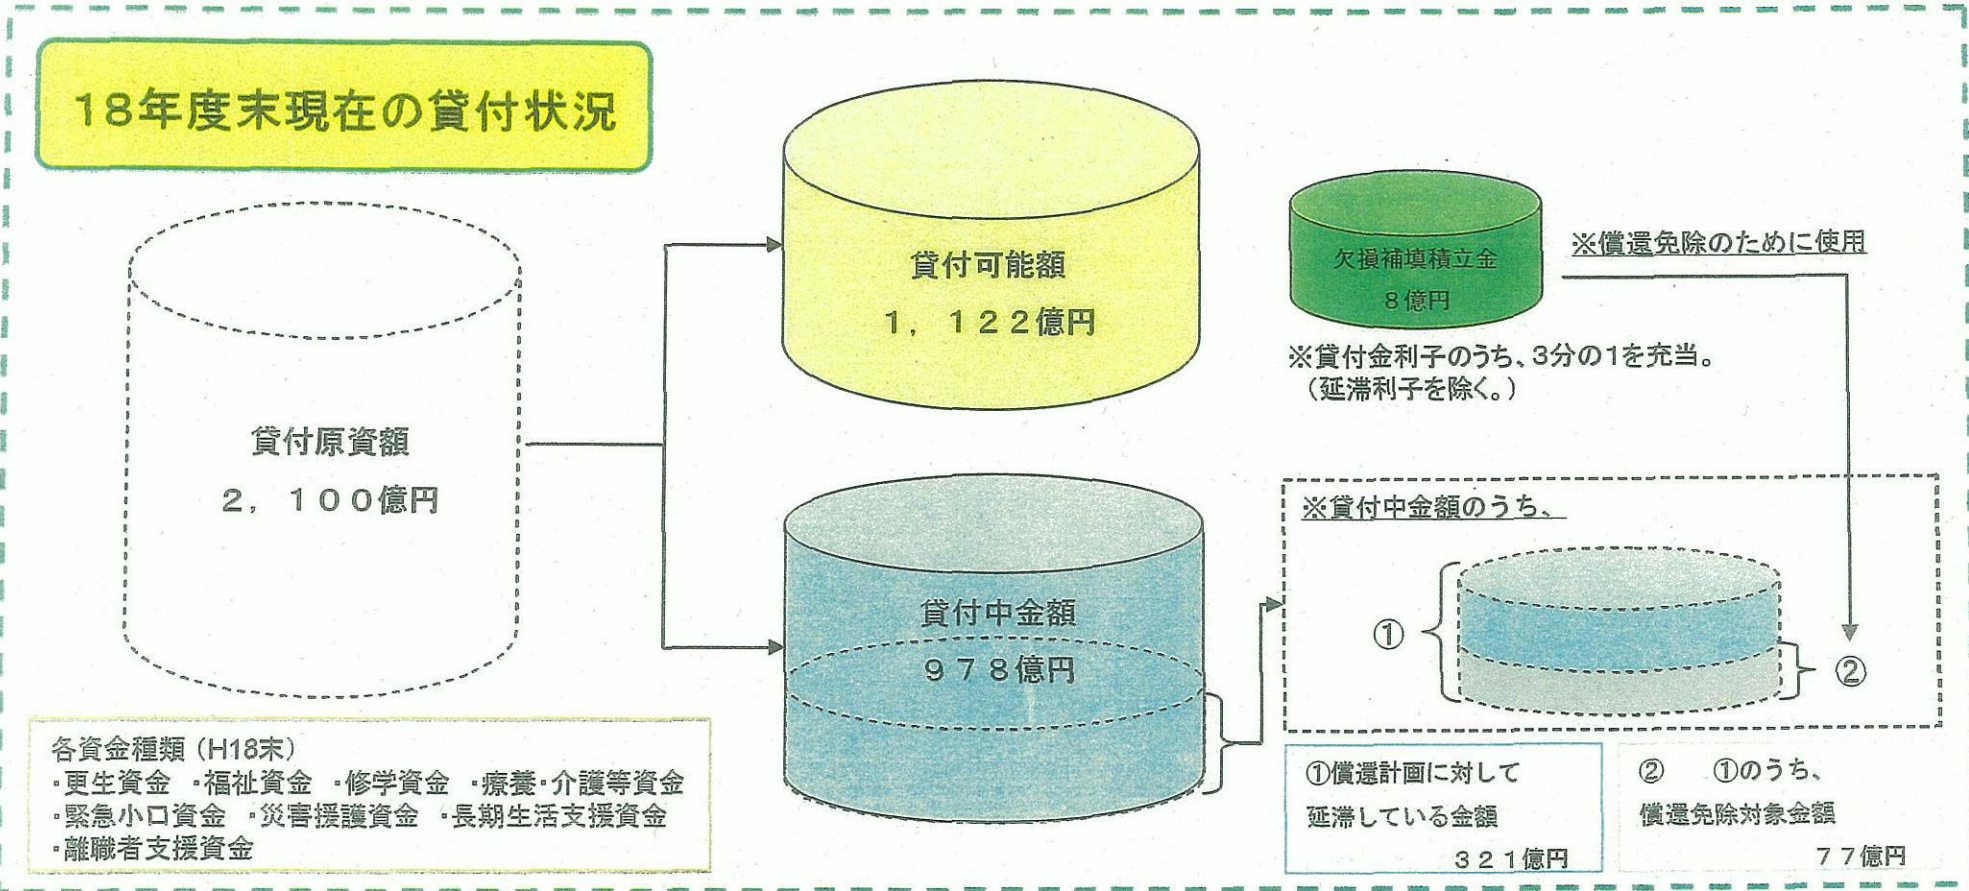 18年度末現在の貸付状況
貸付原資額
2，100億円
貸付可能額
1，122億円
欠損補填積立金
8億円
※償還免除のために使用
※貸付金利子のうち、3分の1を充当。
（延滞利子を除く。）
貸付中金額
978億円
※貸付中金額のうち、
①
②
①償還計画に対して
延滞している金額
321億円
②　①のうち、
償還免除対象金額
77億円
各資金種類（H18末）
・更生資金　・福祉資金　・修学資金　・療養・介護等資金
・緊急小口資金　・災害援護資金　・長期生活支援資金
・離職者支援資金